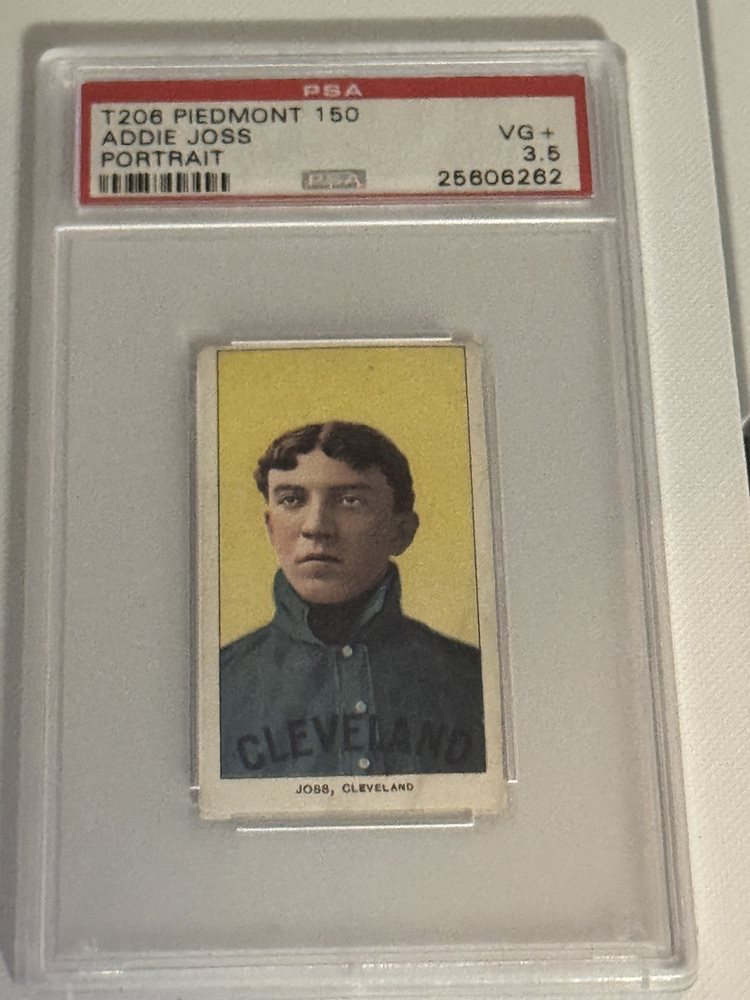 PSA
T206 PIEDMONT 150
ADDIE JOSS
VG+
PORTRAIT
3.5
PSA
25606262
CLEVELAND
JOSS, CLEVELAND